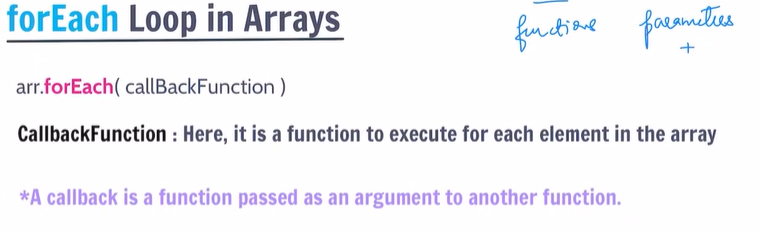 forEach Loop in Arrays
functions parameters
+
arr.forEach( callBackFunction )
CallbackFunction : Here, it is a function to execute for each element in the array
*A callback is a function passed as an argument to another function.